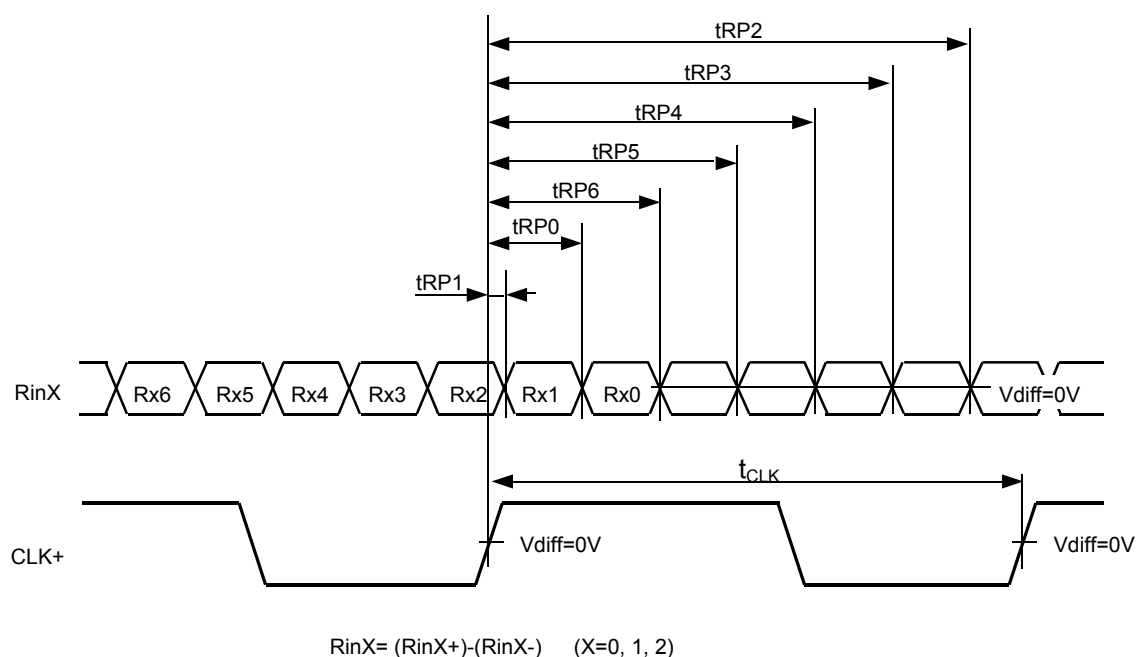 tRP2
tRP3
tRP4
tRP5
tRP6
tRP0
tRP1
RinX Rx6 Rx5 Rx4 Rx3 Rx2 Rx1 Rx0 Vdiff=0V
tCLK
CLK+ Vdiff=0V Vdiff=0V
RinX= (RinX+)-(RinX-) (X=0, 1, 2)